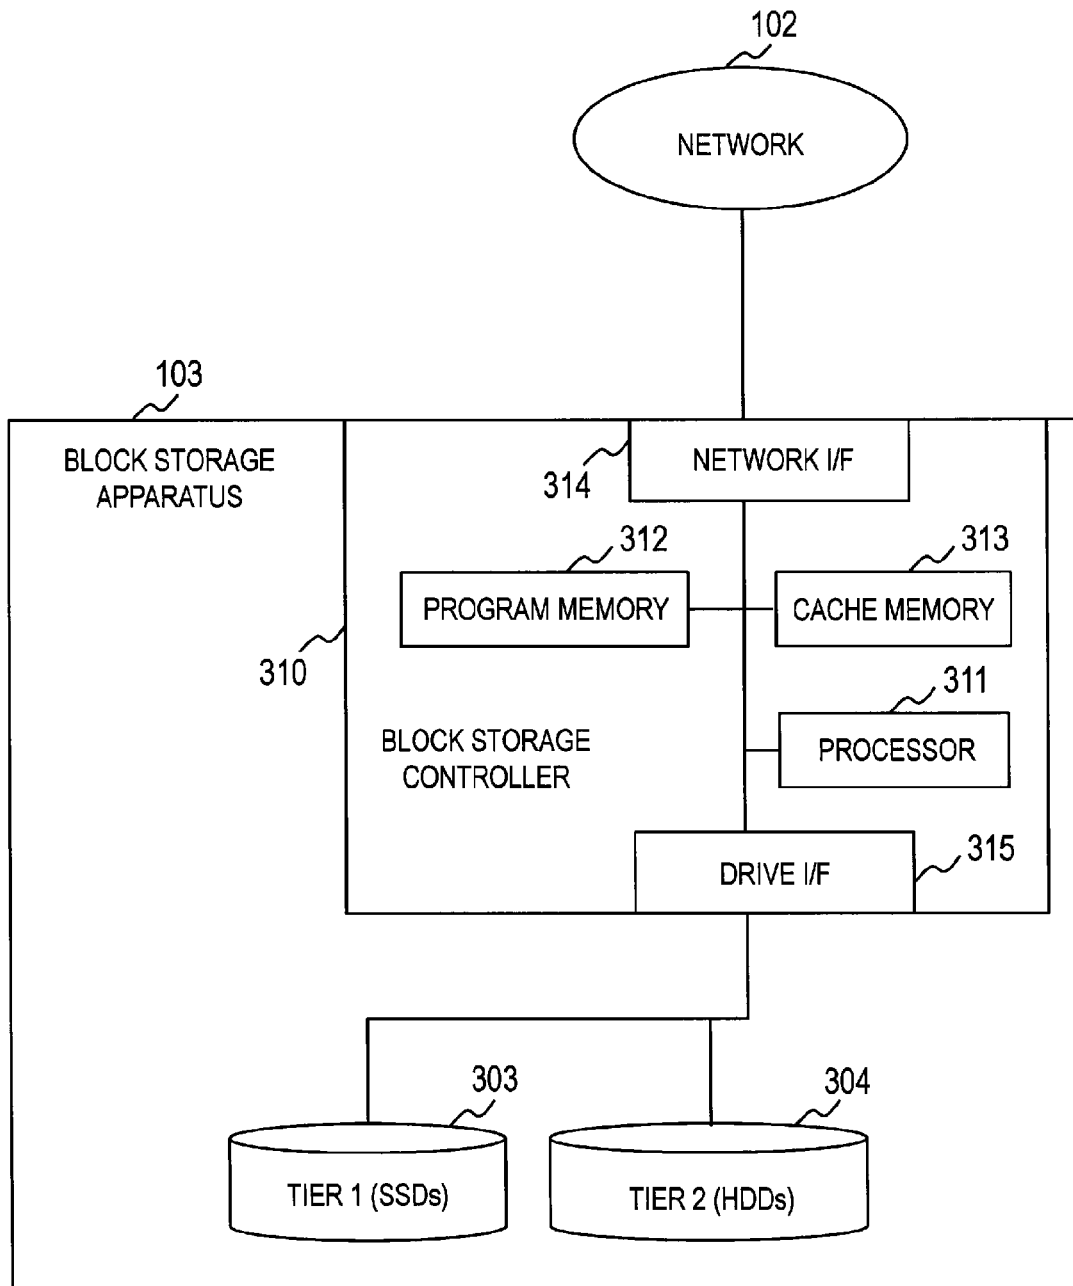 102
NETWORK
103
BLOCK STORAGE
APPARATUS
314
NETWORK I/F
312
PROGRAM MEMORY
313
CACHE MEMORY
310
311
PROCESSOR
BLOCK STORAGE
CONTROLLER
315
DRIVE I/F
303
TIER 1 (SSDs)
304
TIER 2 (HDDs)